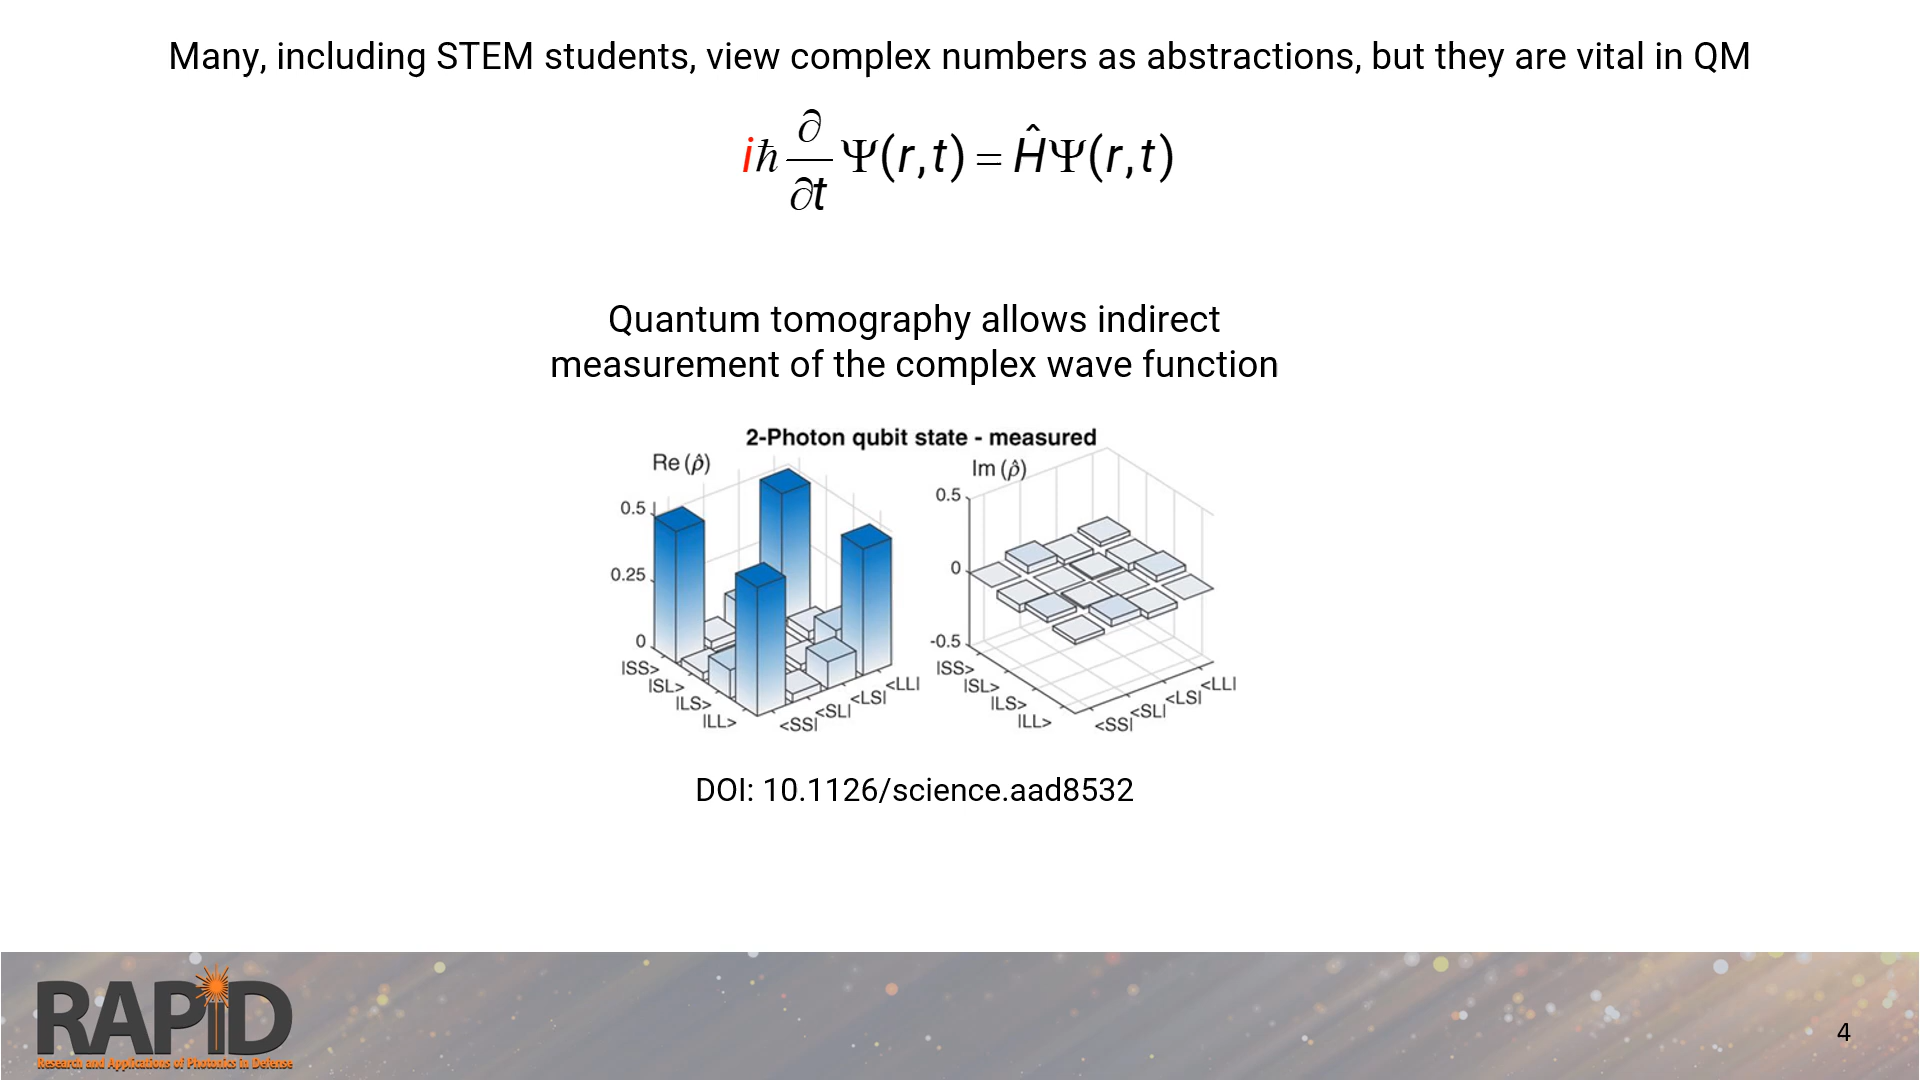 Many, including STEM students, view complex numbers as abstractions, but they are vital in QM
iħ ∂/∂t Ψ(r,t) = ĤΨ(r,t)
Quantum tomography allows indirect
measurement of the complex wave function
2-Photon qubit state - measured
Re (ρ̂)
0.5
0.25
0
|SS>
|SL>
|LS>
|LL>
<SS|
<SL|
<LS|
<LL|
Im (ρ̂)
0.5
0
-0.5
|SS>
|SL>
|LS>
|LL>
<SS|
<SL|
<LS|
<LL|
DOI: 10.1126/science.aad8532
RAPiD
Research and Applications of Photonics in Defense
4